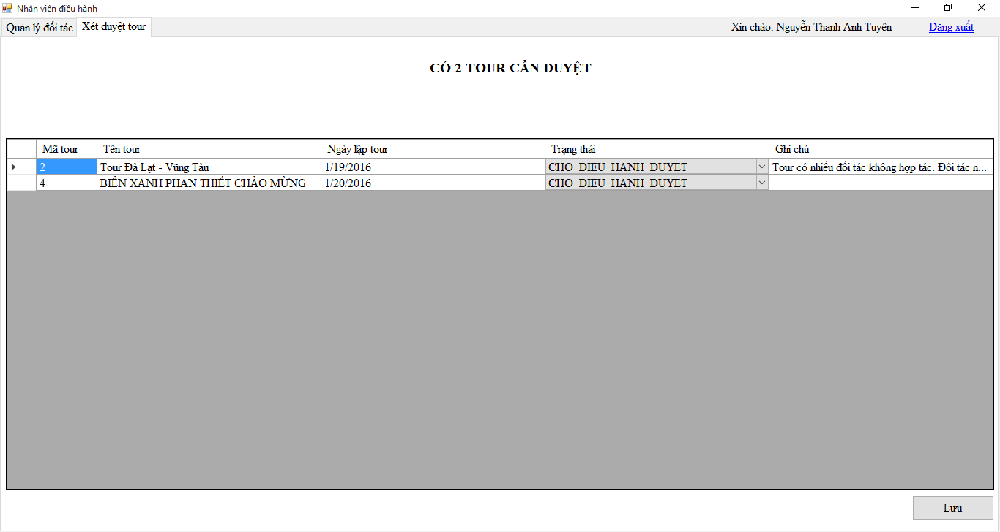 Nhân viên điều hành
Quản lý đối tác Xét duyệt tour Xin chào: Nguyễn Thanh Anh Tuyên Đăng xuất
CÓ 2 TOUR CẦN DUYỆT
Mã tour Tên tour Ngày lập tour Trạng thái Ghi chú
2 Tour Đà Lạt - Vũng Tàu 1/19/2016 CHO DIEU HANH DUYET Tour có nhiều đối tác không hợp tác. Đối tác n...
4 BIỂN XANH PHAN THIẾT CHÀO MỪNG 1/20/2016 CHO DIEU HANH DUYET
Lưu